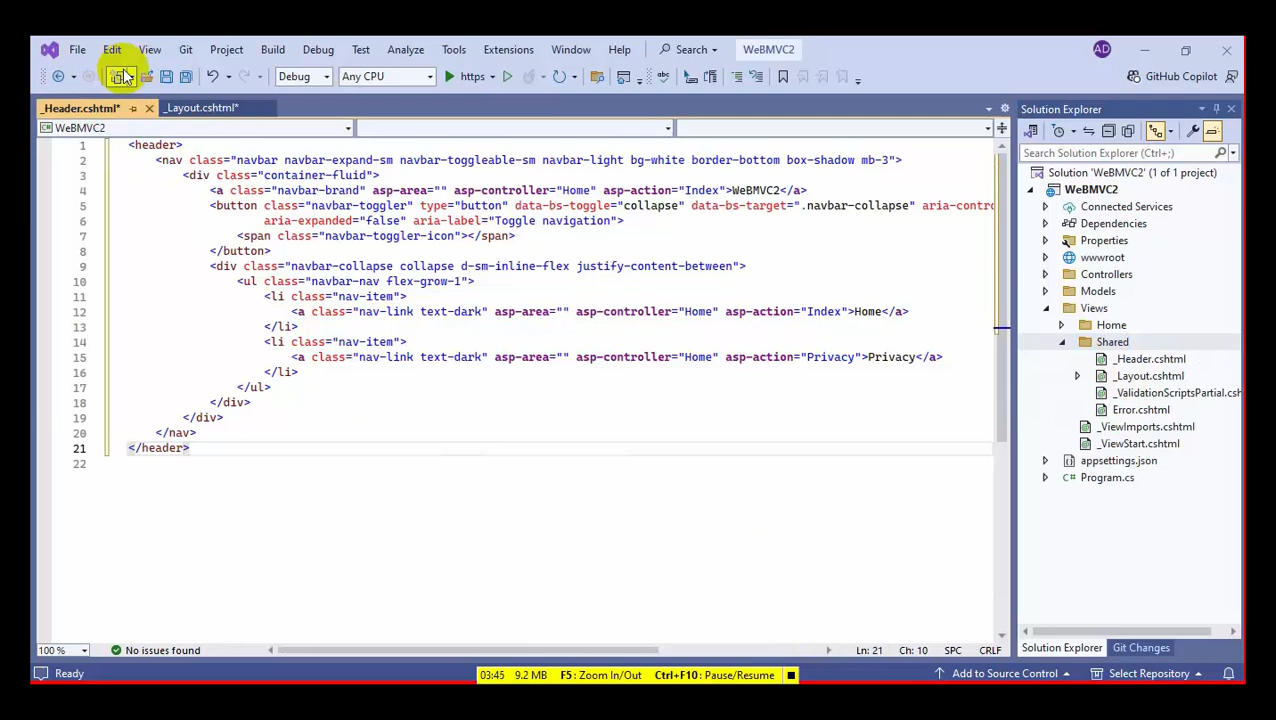 File Edit View Git Project Build Debug Test Analyze Tools Extensions Window Help Search WeBMVC2 AD
Debug Any CPU https GitHub Copilot
_Header.cshtml* _Layout.cshtml* Solution Explorer
WeBMVC2
Search Solution Explorer (Ctrl+;)
1 <header>
2 <nav class="navbar navbar-expand-sm navbar-toggleable-sm navbar-light bg-white border-bottom box-shadow mb-3">
3 <div class="container-fluid">
4 <a class="navbar-brand" asp-area="" asp-controller="Home" asp-action="Index">WeBMVC2</a>
5 <button class="navbar-toggler" type="button" data-bs-toggle="collapse" data-bs-target=".navbar-collapse" aria-contro
6 aria-expanded="false" aria-label="Toggle navigation">
7 <span class="navbar-toggler-icon"></span>
8 </button>
9 <div class="navbar-collapse collapse d-sm-inline-flex justify-content-between">
10 <ul class="navbar-nav flex-grow-1">
11 <li class="nav-item">
12 <a class="nav-link text-dark" asp-area="" asp-controller="Home" asp-action="Index">Home</a>
13 </li>
14 <li class="nav-item">
15 <a class="nav-link text-dark" asp-area="" asp-controller="Home" asp-action="Privacy">Privacy</a>
16 </li>
17 </ul>
18 </div>
19 </div>
20 </nav>
21 </header>
22
Solution 'WeBMVC2' (1 of 1 project)
WeBMVC2
Connected Services
Dependencies
Properties
wwwroot
Controllers
Models
Views
Home
Shared
_Header.cshtml
_Layout.cshtml
_ValidationScriptsPartial.csh
Error.cshtml
_ViewImports.cshtml
_ViewStart.cshtml
appsettings.json
Program.cs
100 % No issues found Ln: 21 Ch: 10 SPC CRLF
Solution Explorer Git Changes
Ready Add to Source Control Select Repository
03:45 9.2 MB F5: Zoom In/Out Ctrl+F10: Pause/Resume